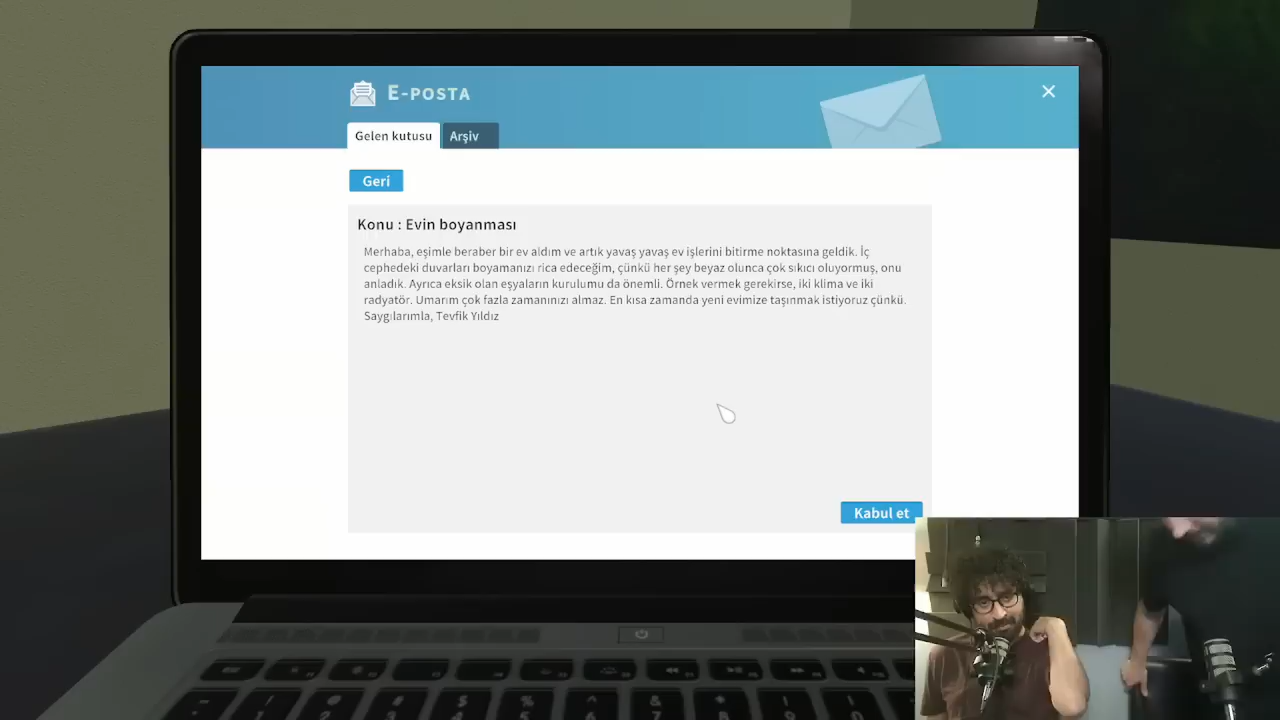 E-POSTA
Gelen kutusu
Arşiv
Geri
Konu : Evin boyanması
Merhaba, eşimle beraber bir ev aldım ve artık yavaş yavaş ev işlerini bitirme noktasına geldik. İç
cephedeki duvarları boyamanızı rica edeceğim, çünkü her şey beyaz olunca çok sıkıcı oluyormuş, onu
anladık. Ayrıca eksik olan eşyaların kurulumu da önemli. Örnek vermek gerekirse, iki klima ve iki
radyatör. Umarım çok fazla zamanınızı almaz. En kısa zamanda yeni evimize taşınmak istiyoruz çünkü.
Saygılarımla, Tevfik Yıldız
Kabul et